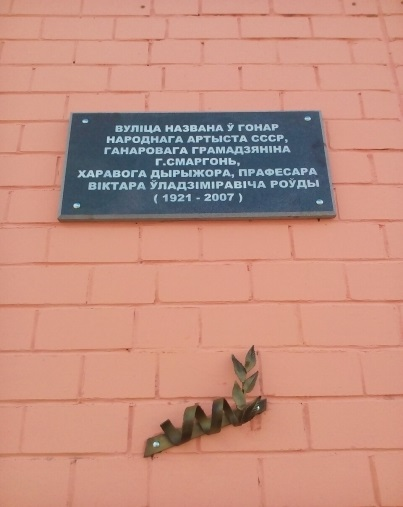 ВУЛІЦА НАЗВАНА Ў ГОНАР
НАРОДНАГА АРТЫСТА СССР,
ГАНАРОВАГА ГРАМАДЗЯНІНА
Г.СМАРГОНЬ,
ХАРАВОГА ДЫРЫЖОРА, ПРАФЕСАРА
ВІКТАРА ЎЛАДЗІМІРАВІЧА РОЎДЫ
( 1921 - 2007 )